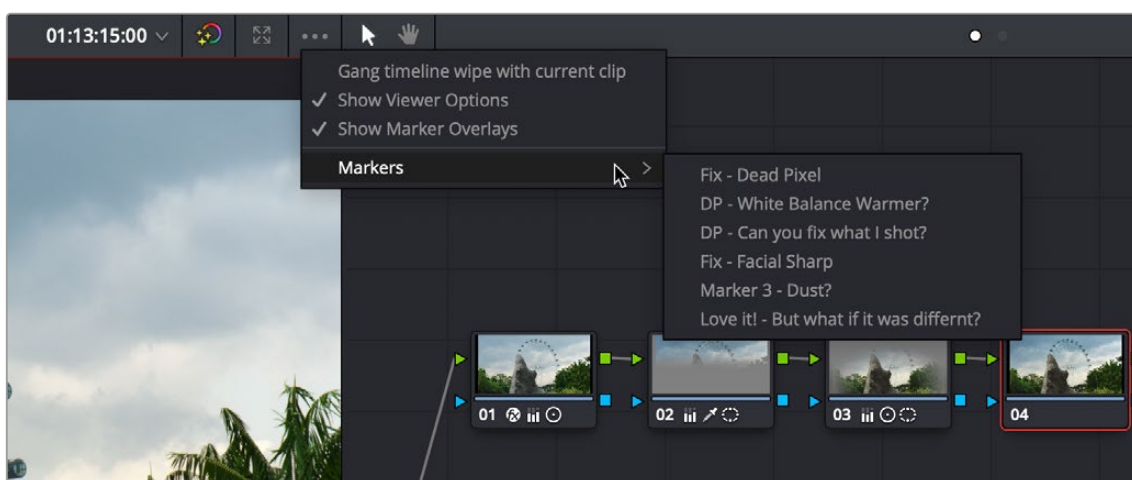 01:13:15:00
Gang timeline wipe with current clip
Show Viewer Options
Show Marker Overlays
Markers
Fix - Dead Pixel
DP - White Balance Warmer?
DP - Can you fix what I shot?
Fix - Facial Sharp
Marker 3 - Dust?
Love it! - But what if it was differnt?
01
02
03
04